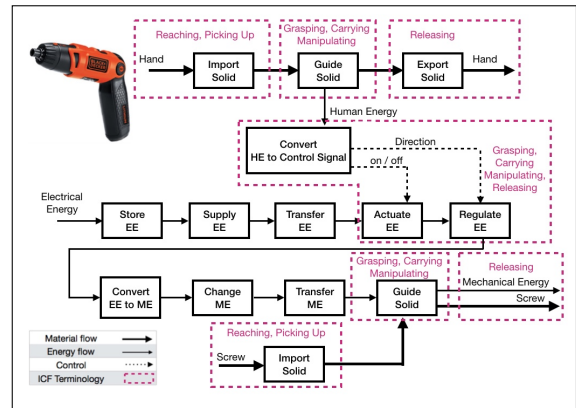 Reaching, Picking Up
Grasping, Carrying
Manipulating
Releasing
Hand
Import
Solid
Guide
Solid
Export
Solid
Hand
Human Energy
Convert
HE to Control Signal
Direction
on / off
Grasping,
Carrying
Manipulating,
Releasing
Electrical
Energy
Store
EE
Supply
EE
Transfer
EE
Actuate
EE
Regulate
EE
Grasping, Carrying
Manipulating
Releasing
Convert
EE to ME
Change
ME
Transfer
ME
Guide
Solid
Mechanical Energy
Screw
Reaching, Picking Up
Screw
Import
Solid
Material flow
Energy flow
Control
ICF Terminology